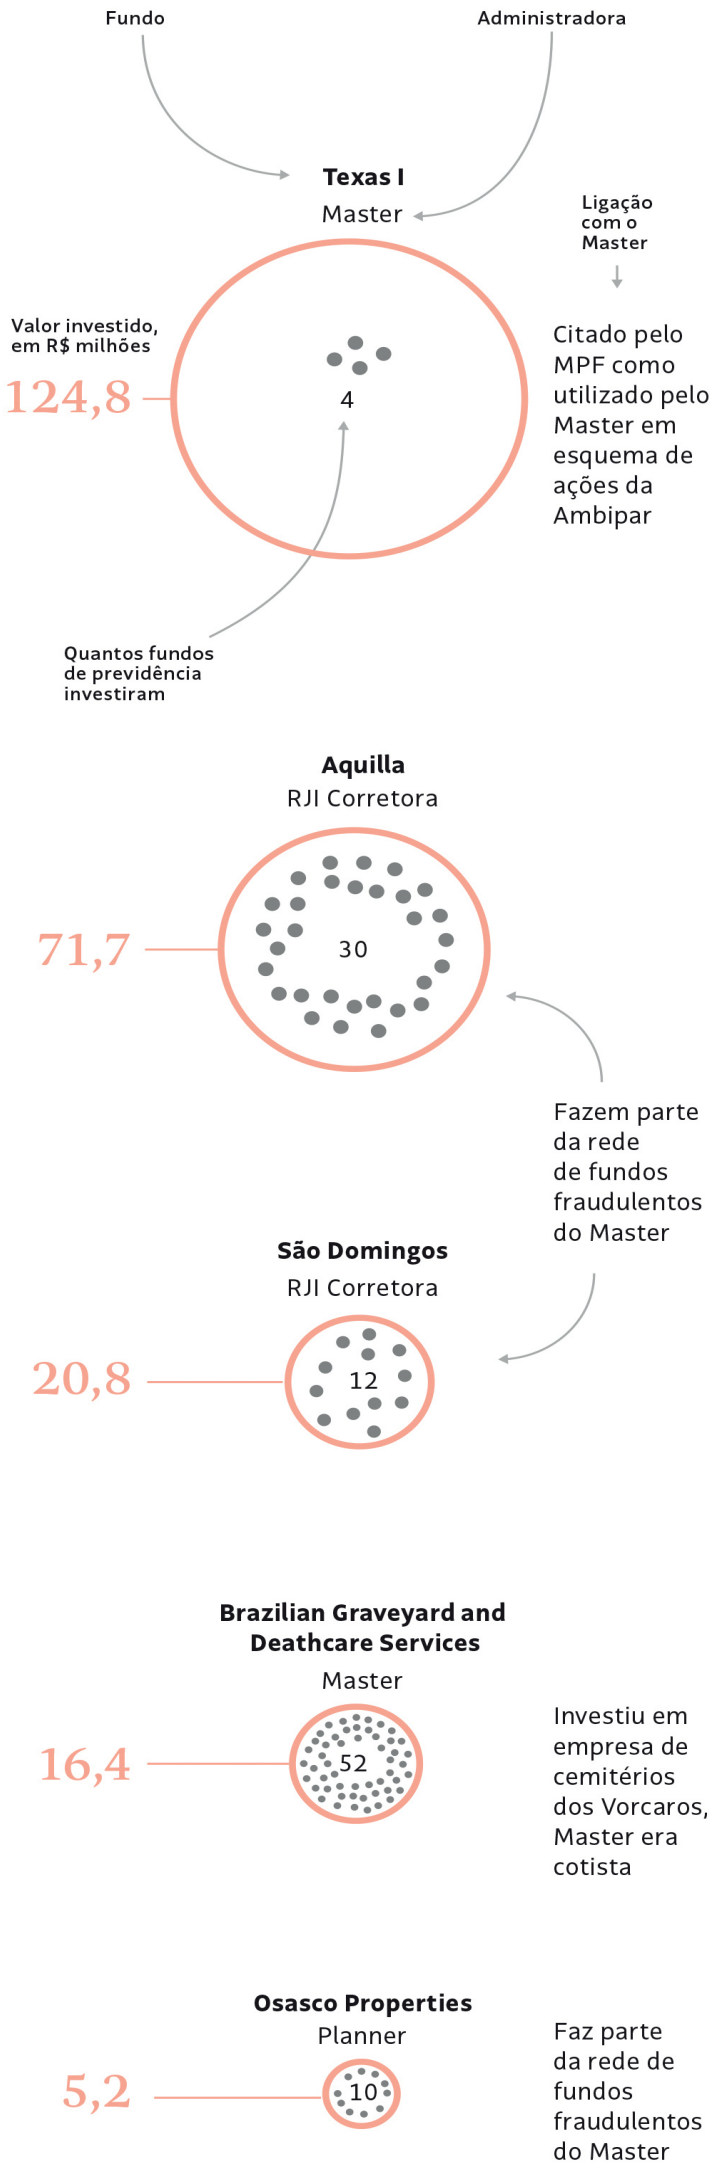 Fundo
Administradora
Texas I
Master
Ligação
com o
Master
Valor investido,
em R$ milhões
124,8
4
Citado pelo
MPF como
utilizado pelo
Master em
esquema de
ações da
Ambipar
Quantos fundos
de previdência
investiram
Aquilla
RJI Corretora
71,7
30
Fazem parte
da rede
de fundos
fraudulentos
do Master
São Domingos
RJI Corretora
20,8
12
Brazilian Graveyard and
Deathcare Services
Master
16,4
52
Investiu em
empresa de
cemitérios
dos Vorcaros,
Master era
cotista
Osasco Properties
Planner
5,2
10
Faz parte
da rede de
fundos
fraudulentos
do Master